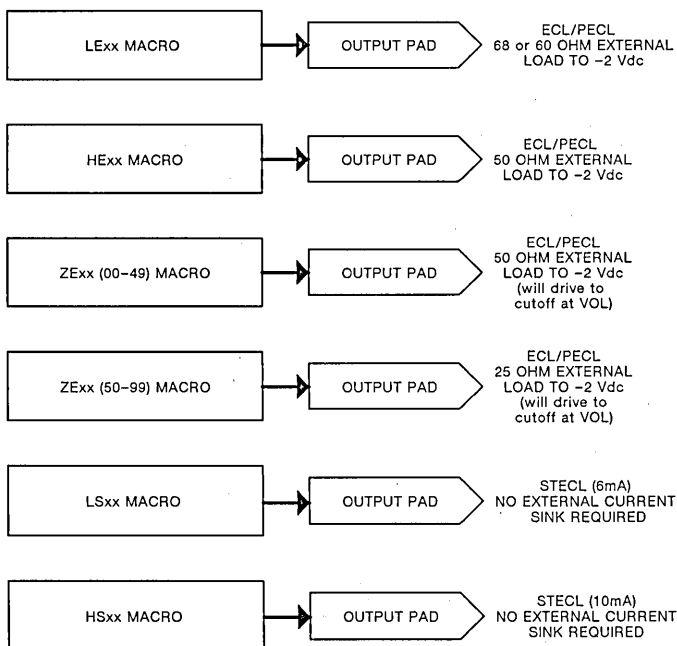 LExx MACRO
OUTPUT PAD
ECL/PECL
68 or 60 OHM EXTERNAL
LOAD TO –2 Vdc
HExx MACRO
OUTPUT PAD
ECL/PECL
50 OHM EXTERNAL
LOAD TO –2 Vdc
ZExx (00–49) MACRO
OUTPUT PAD
ECL/PECL
50 OHM EXTERNAL
LOAD TO –2 Vdc
(will drive to
cutoff at VOL)
ZExx (50–99) MACRO
OUTPUT PAD
ECL/PECL
25 OHM EXTERNAL
LOAD TO –2 Vdc
(will drive to
cutoff at VOL)
LSxx MACRO
OUTPUT PAD
STECL (6mA)
NO EXTERNAL CURRENT
SINK REQUIRED
HSxx MACRO
OUTPUT PAD
STECL (10mA)
NO EXTERNAL CURRENT
SINK REQUIRED